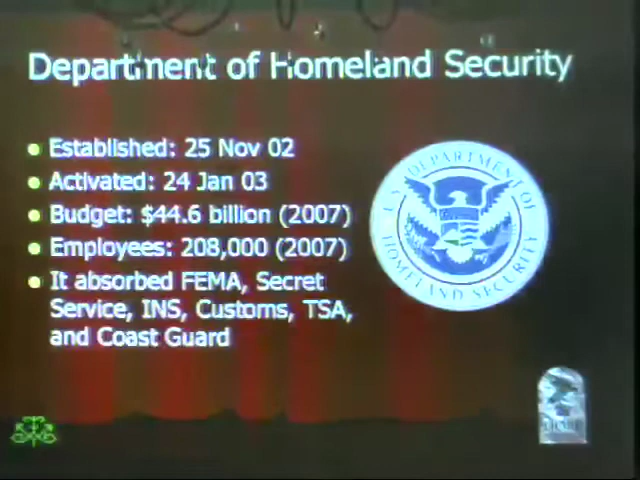 Department of Homeland Security
Established: 25 Nov 02
Activated: 24 Jan 03
Budget: $44.6 billion (2007)
Employees: 208,000 (2007)
It absorbed FEMA, Secret
Service, INS, Customs, TSA,
and Coast Guard
U.S. DEPARTMENT OF
HOMELAND SECURITY